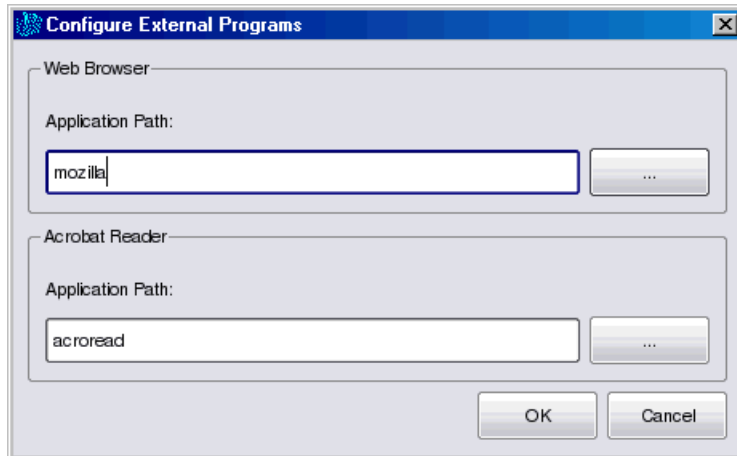 Configure External Programs
Web Browser
Application Path:
mozilla
...
Acrobat Reader
Application Path:
acroread
...
OK
Cancel